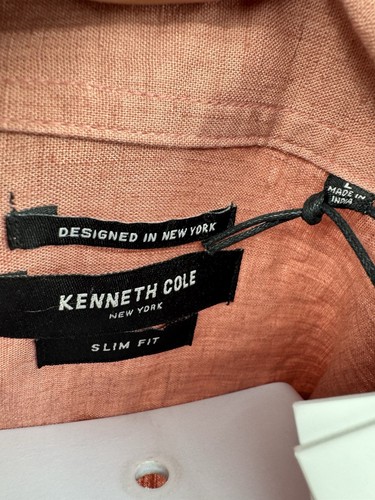 DESIGNED IN NEW YORK
KENNETH COLE
NEW YORK
SLIM FIT
L
MADE IN
INDIA